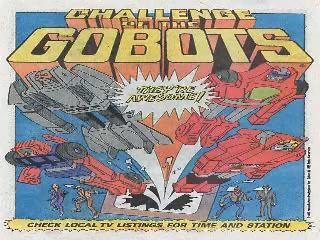 CHALLENGE
OF THE
GOBOTS
THEY'RE
AWESOME!
CHECK LOCAL TV LISTINGS FOR TIME AND STATION